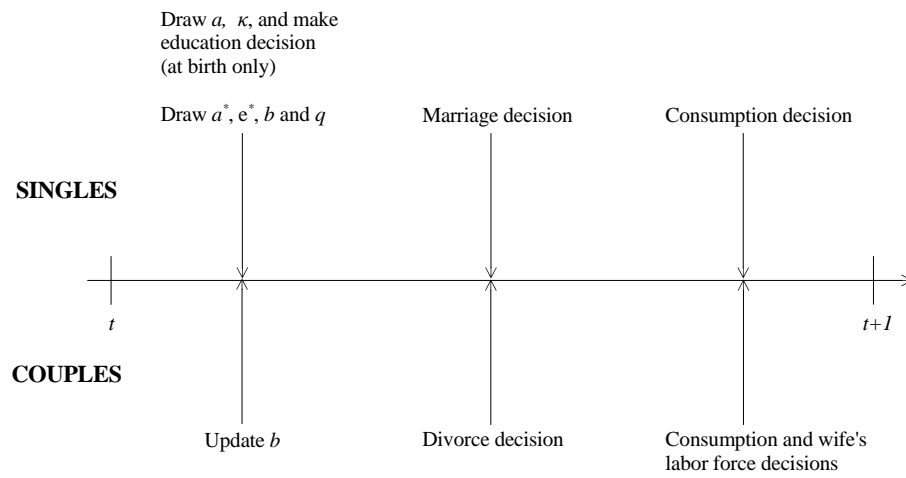 Draw a, κ, and make
education decision
(at birth only)
Draw a*, e*, b and q
Marriage decision
Consumption decision
SINGLES
t
t+1
COUPLES
Update b
Divorce decision
Consumption and wife's
labor force decisions